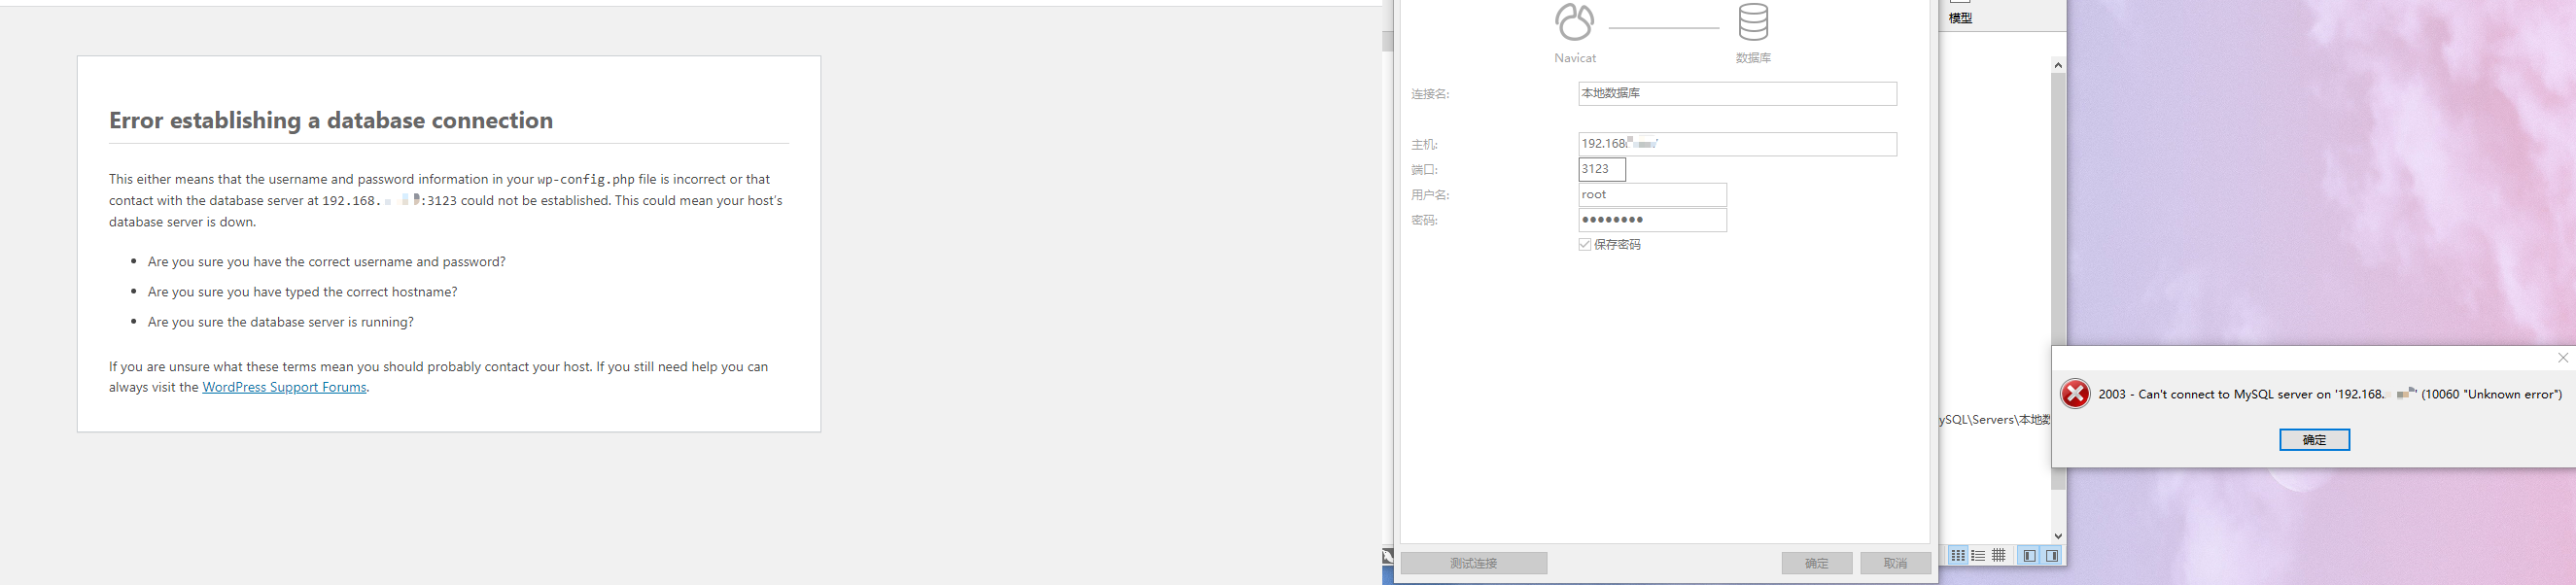 Error establishing a database connection
This either means that the username and password information in your wp-config.php file is incorrect or that
contact with the database server at 192.168. :3123 could not be established. This could mean your host's
database server is down.
Are you sure you have the correct username and password?
Are you sure you have typed the correct hostname?
Are you sure the database server is running?
If you are unsure what these terms mean you should probably contact your host. If you still need help you can
always visit the WordPress Support Forums.
Navicat
数据库
连接名:
本地数据库
主机:
192.168
端口:
3123
用户名:
root
密码:
●●●●●●●●
保存密码
测试连接
确定
取消
模型
ySQL\Servers\本地数
2003 - Can't connect to MySQL server on '192.168. ' (10060 "Unknown error")
确定